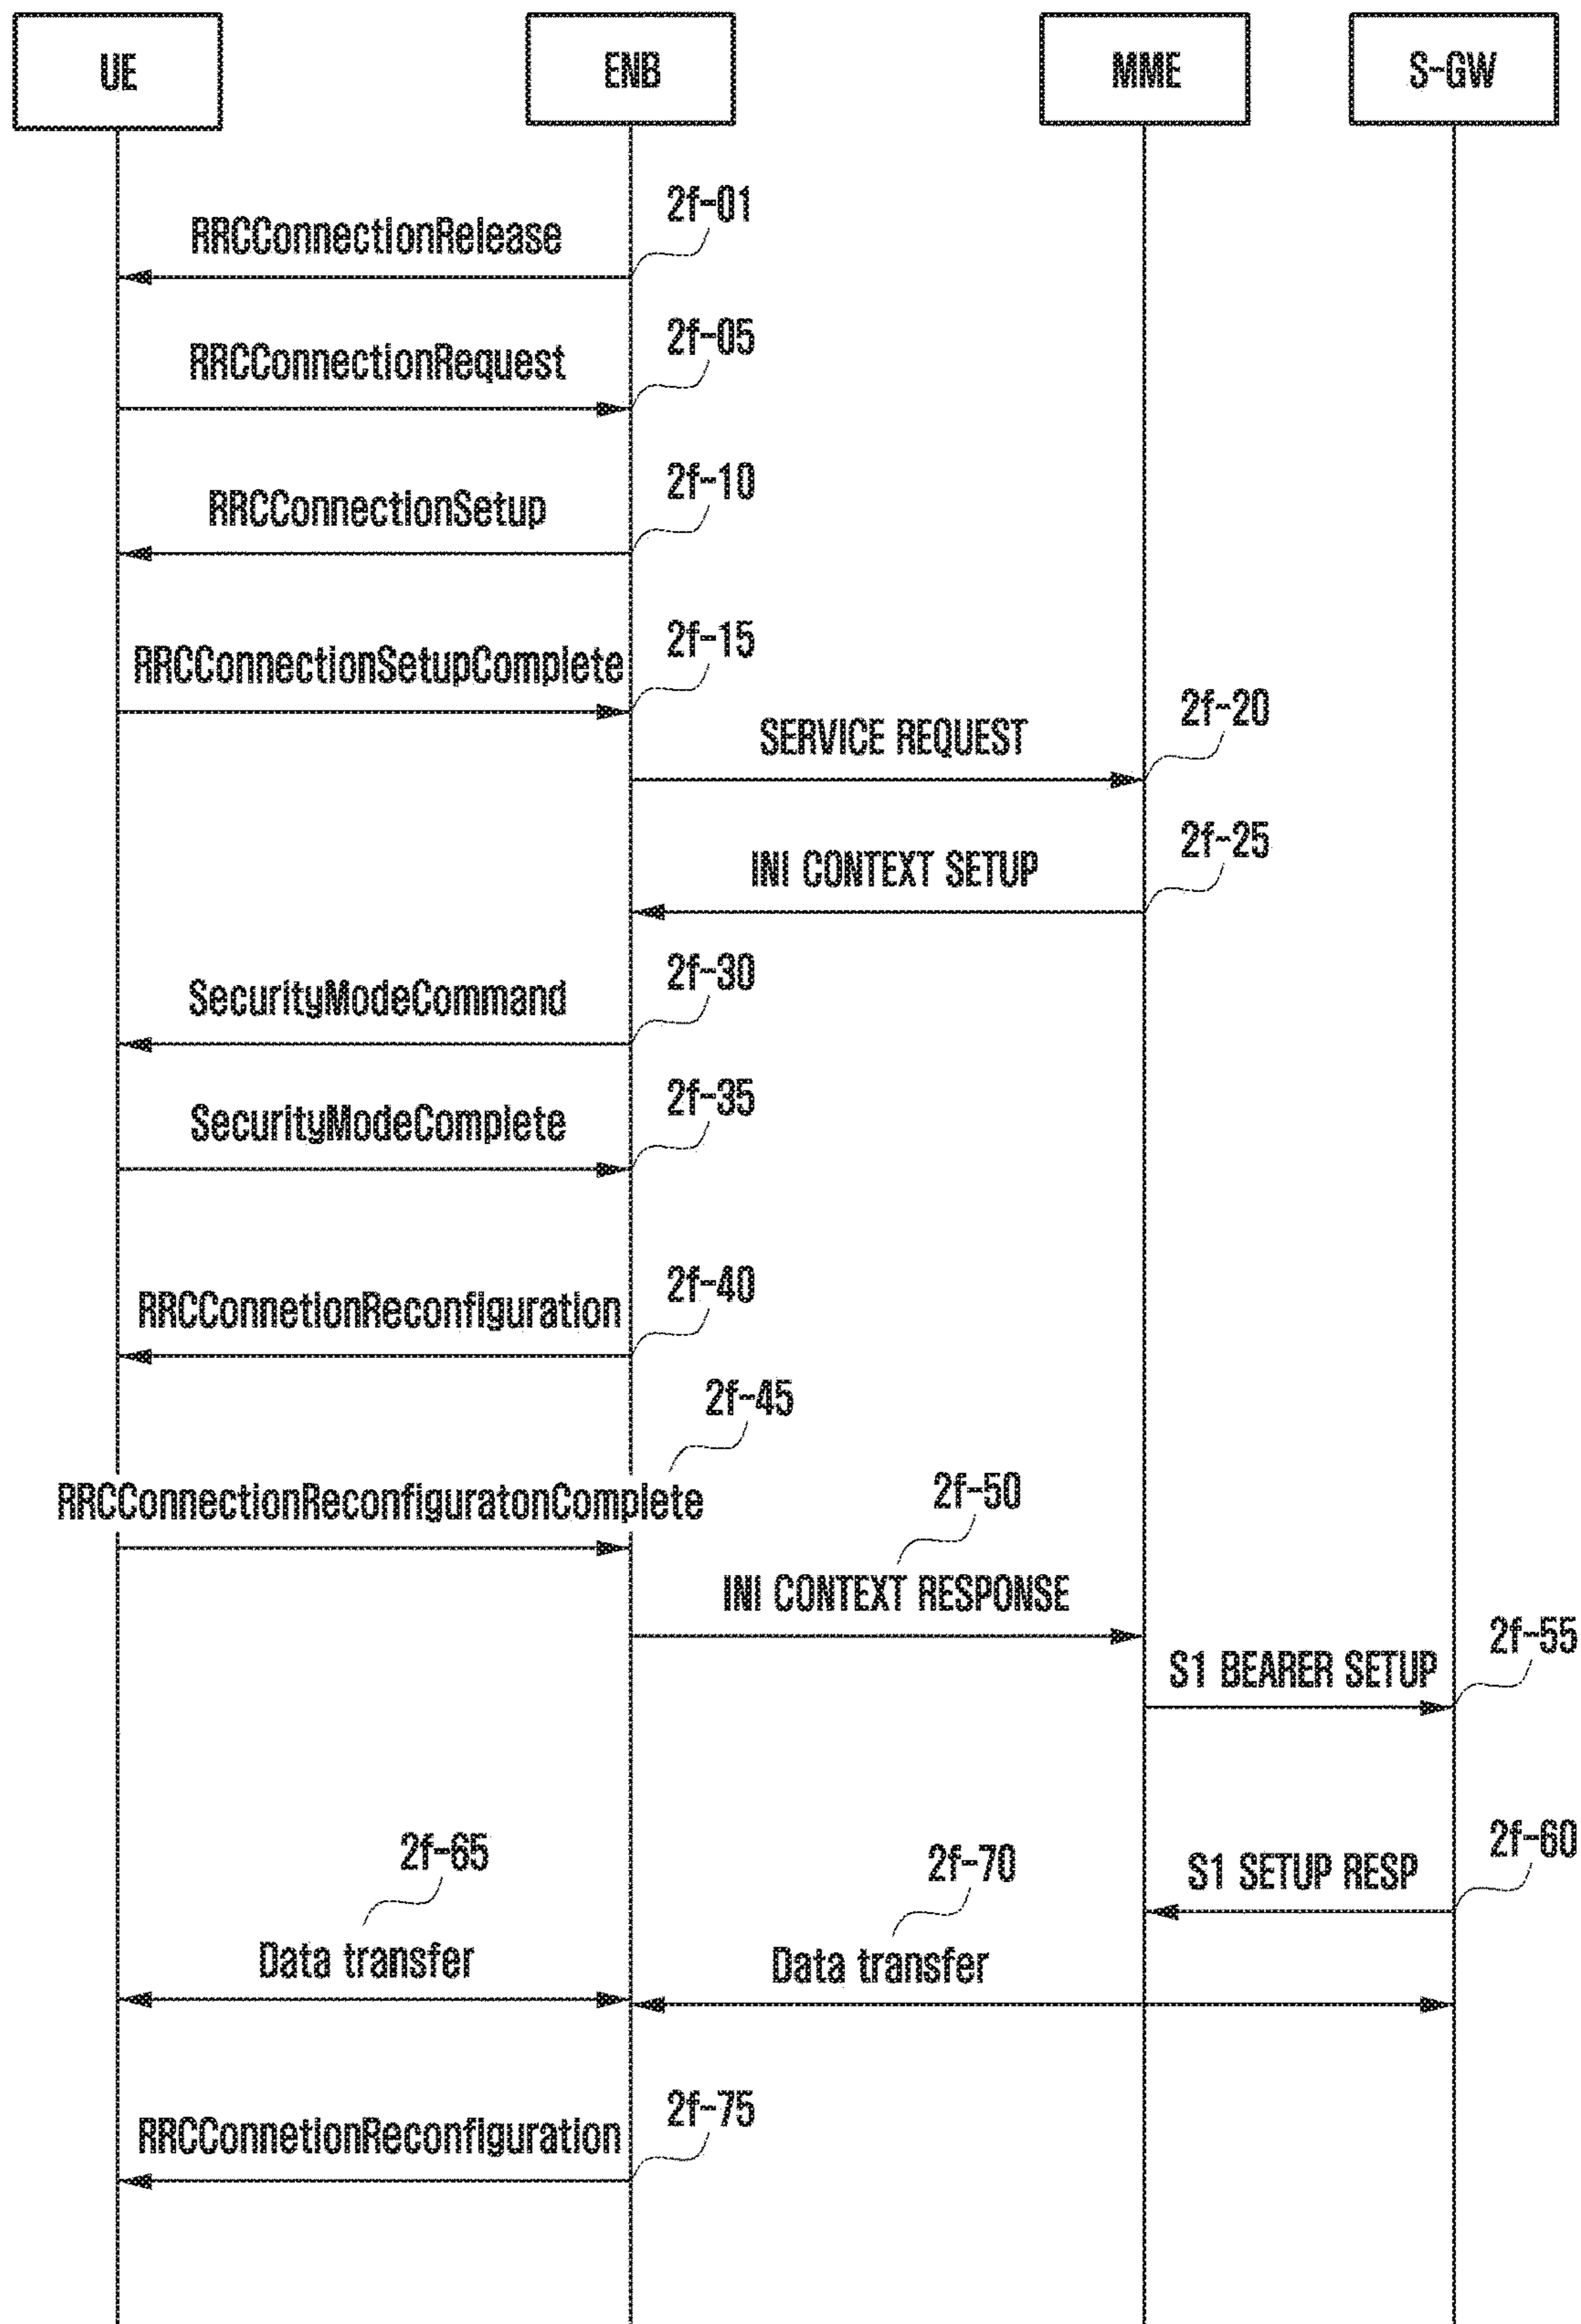 UE
ENB
MME
S-GW
2f-01
RRCConnectionRelease
2f-05
RRCConnectionRequest
2f-10
RRCConnectionSetup
2f-15
RRCConnectionSetupComplete
2f-20
SERVICE REQUEST
2f-25
INI CONTEXT SETUP
2f-30
SecurityModeCommand
2f-35
SecurityModeComplete
2f-40
RRCConnetionReconfiguration
2f-45
RRCConnectionReconfiguratonComplete
2f-50
INI CONTEXT RESPONSE
2f-55
S1 BEARER SETUP
2f-60
S1 SETUP RESP
2f-65
Data transfer
2f-70
Data transfer
2f-75
RRCConnetionReconfiguration